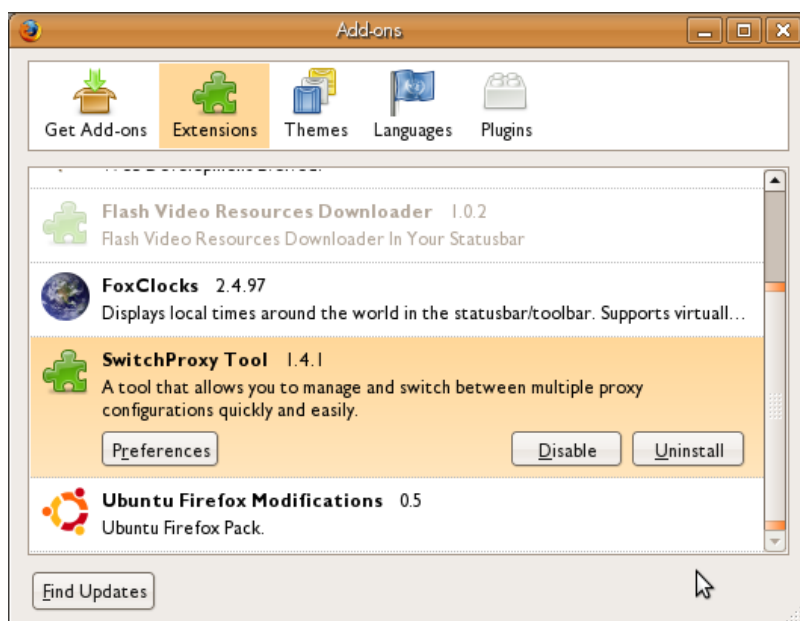 Add-ons
Get Add-ons
Extensions
Themes
Languages
Plugins
Flash Video Resources Downloader 1.0.2
Flash Video Resources Downloader In Your Statusbar
FoxClocks 2.4.97
Displays local times around the world in the statusbar/toolbar. Supports virtuall...
SwitchProxy Tool 1.4.1
A tool that allows you to manage and switch between multiple proxy
configurations quickly and easily.
Preferences
Disable
Uninstall
Ubuntu Firefox Modifications 0.5
Ubuntu Firefox Pack.
Find Updates